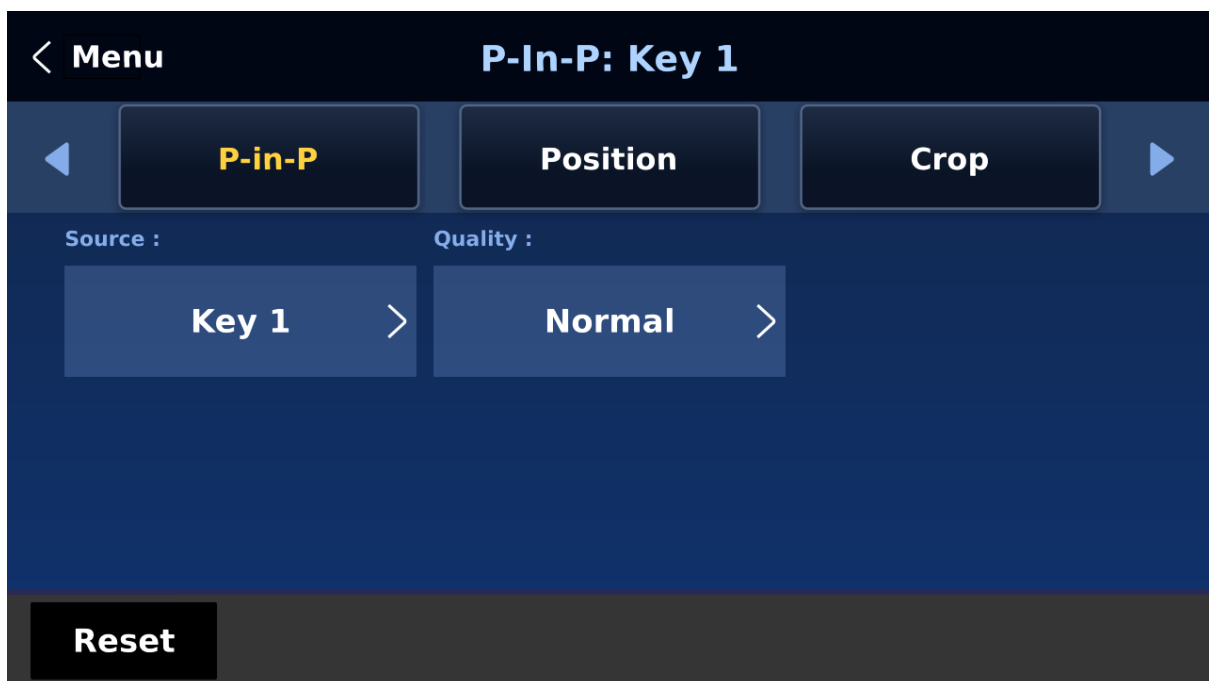 Menu
P-In-P: Key 1
P-in-P
Position
Crop
Source :
Quality :
Key 1
Normal
Reset